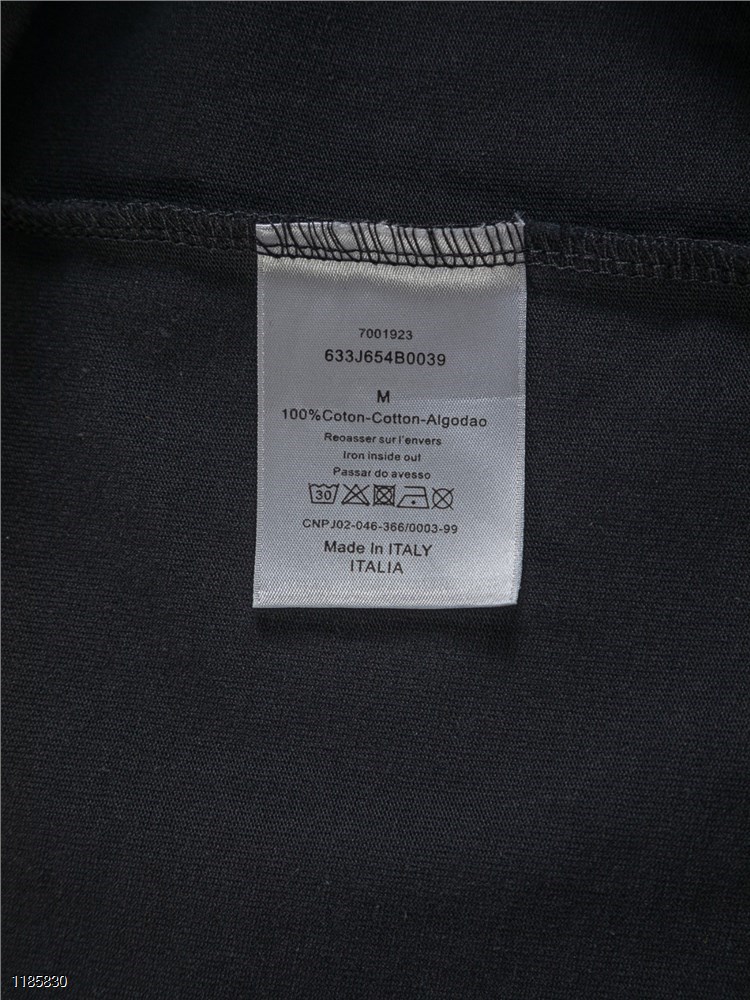 7001923
633J654B0039
M
100%Coton-Cotton-Algodao
Reoasser sur l'envers
Iron inside out
Passar do avesso
30
CNPJ02-046-366/0003-99
Made In ITALY
ITALIA
1185830